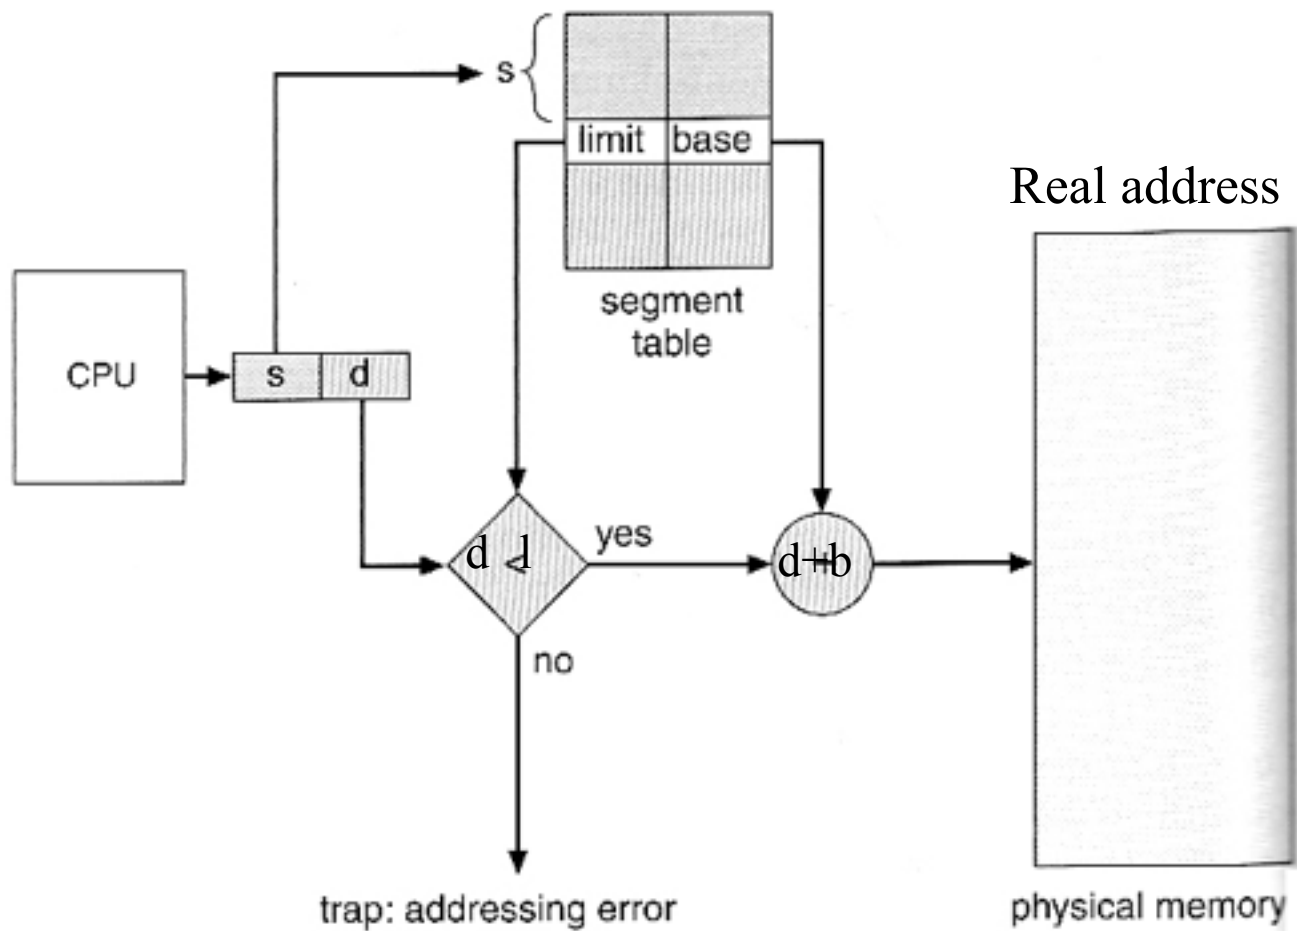 s
limit base
Real address
segment
table
CPU
s d
yes
d <l
d+b
no
trap: addressing error
physical memory